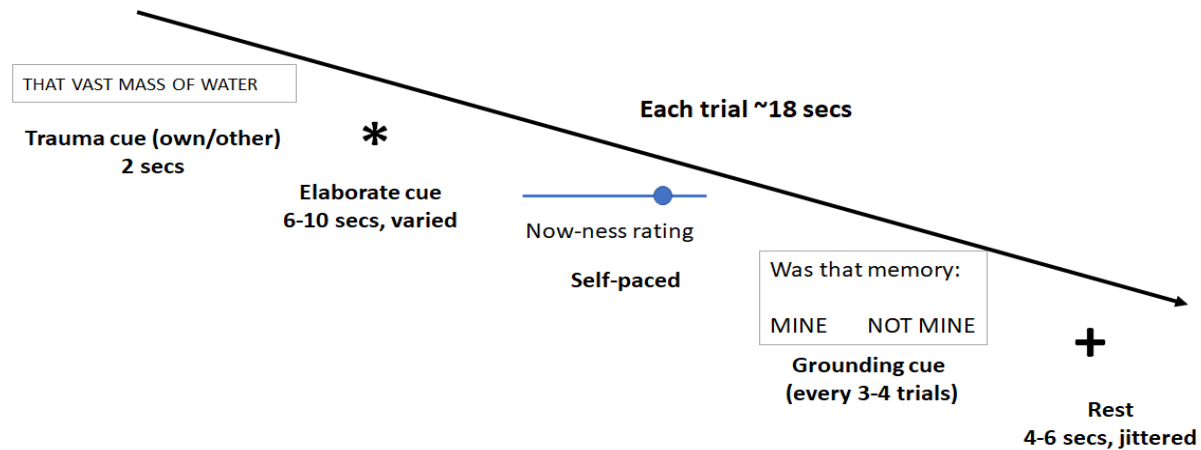 THAT VAST MASS OF WATER
Trauma cue (own/other)
2 secs
*
Elaborate cue
6-10 secs, varied
Each trial ~18 secs
Now-ness rating
Self-paced
Was that memory:
MINE NOT MINE
Grounding cue
(every 3-4 trials)
+
Rest
4-6 secs, jittered